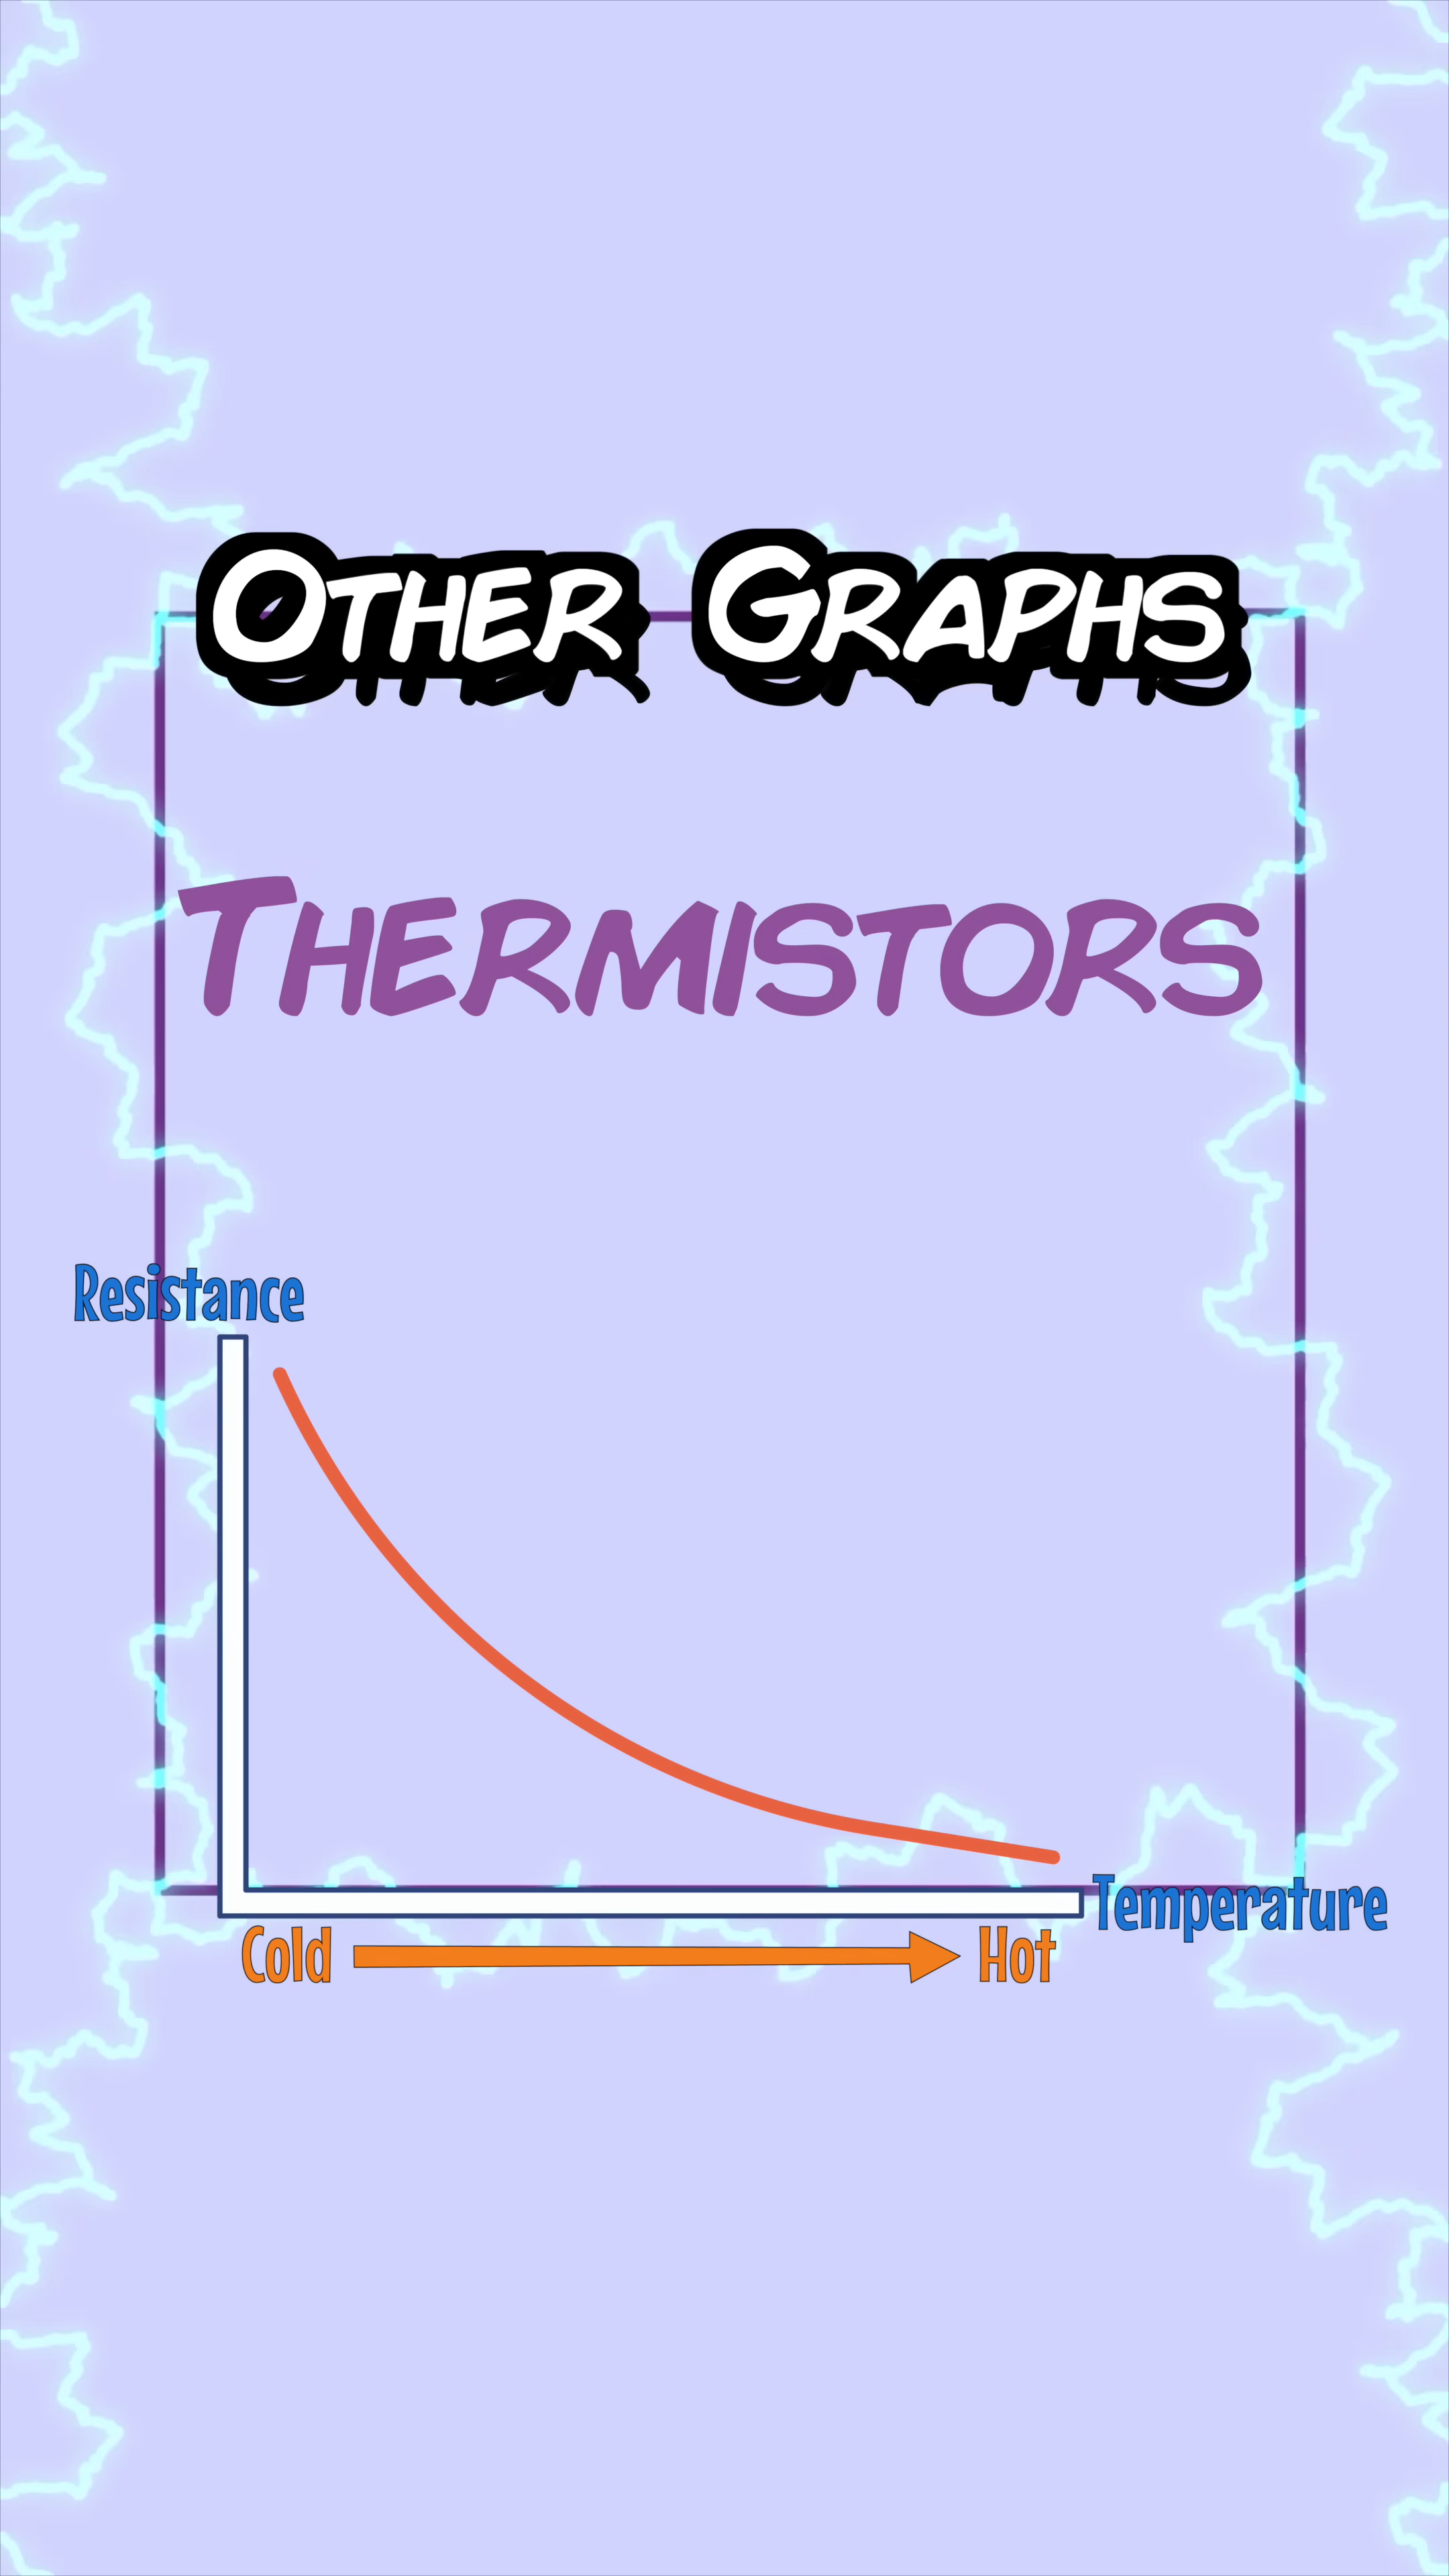 Other Graphs
Thermistors
Resistance
Temperature
Cold
Hot